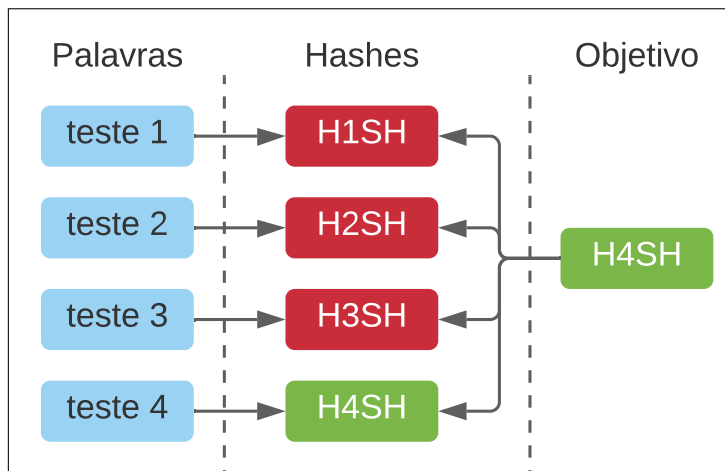 Palavras Hashes Objetivo
teste 1 H1SH
teste 2 H2SH
H4SH
teste 3 H3SH
teste 4 H4SH